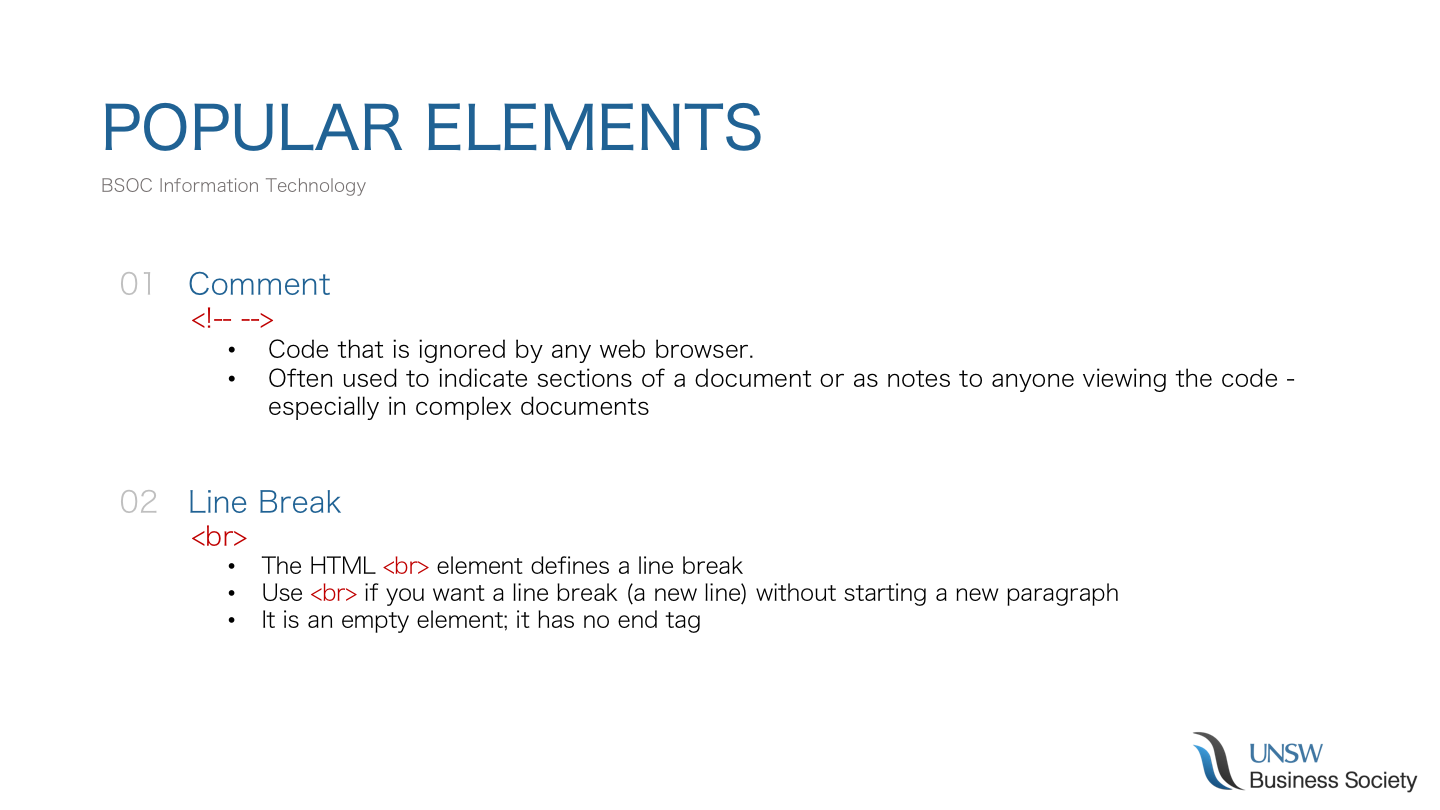 POPULAR ELEMENTS
BSOC Information Technology
01 Comment
<!-- -->
• Code that is ignored by any web browser.
• Often used to indicate sections of a document or as notes to anyone viewing the code -
especially in complex documents
02 Line Break
<br>
• The HTML <br> element defines a line break
• Use <br> if you want a line break (a new line) without starting a new paragraph
• It is an empty element; it has no end tag
UNSW
Business Society